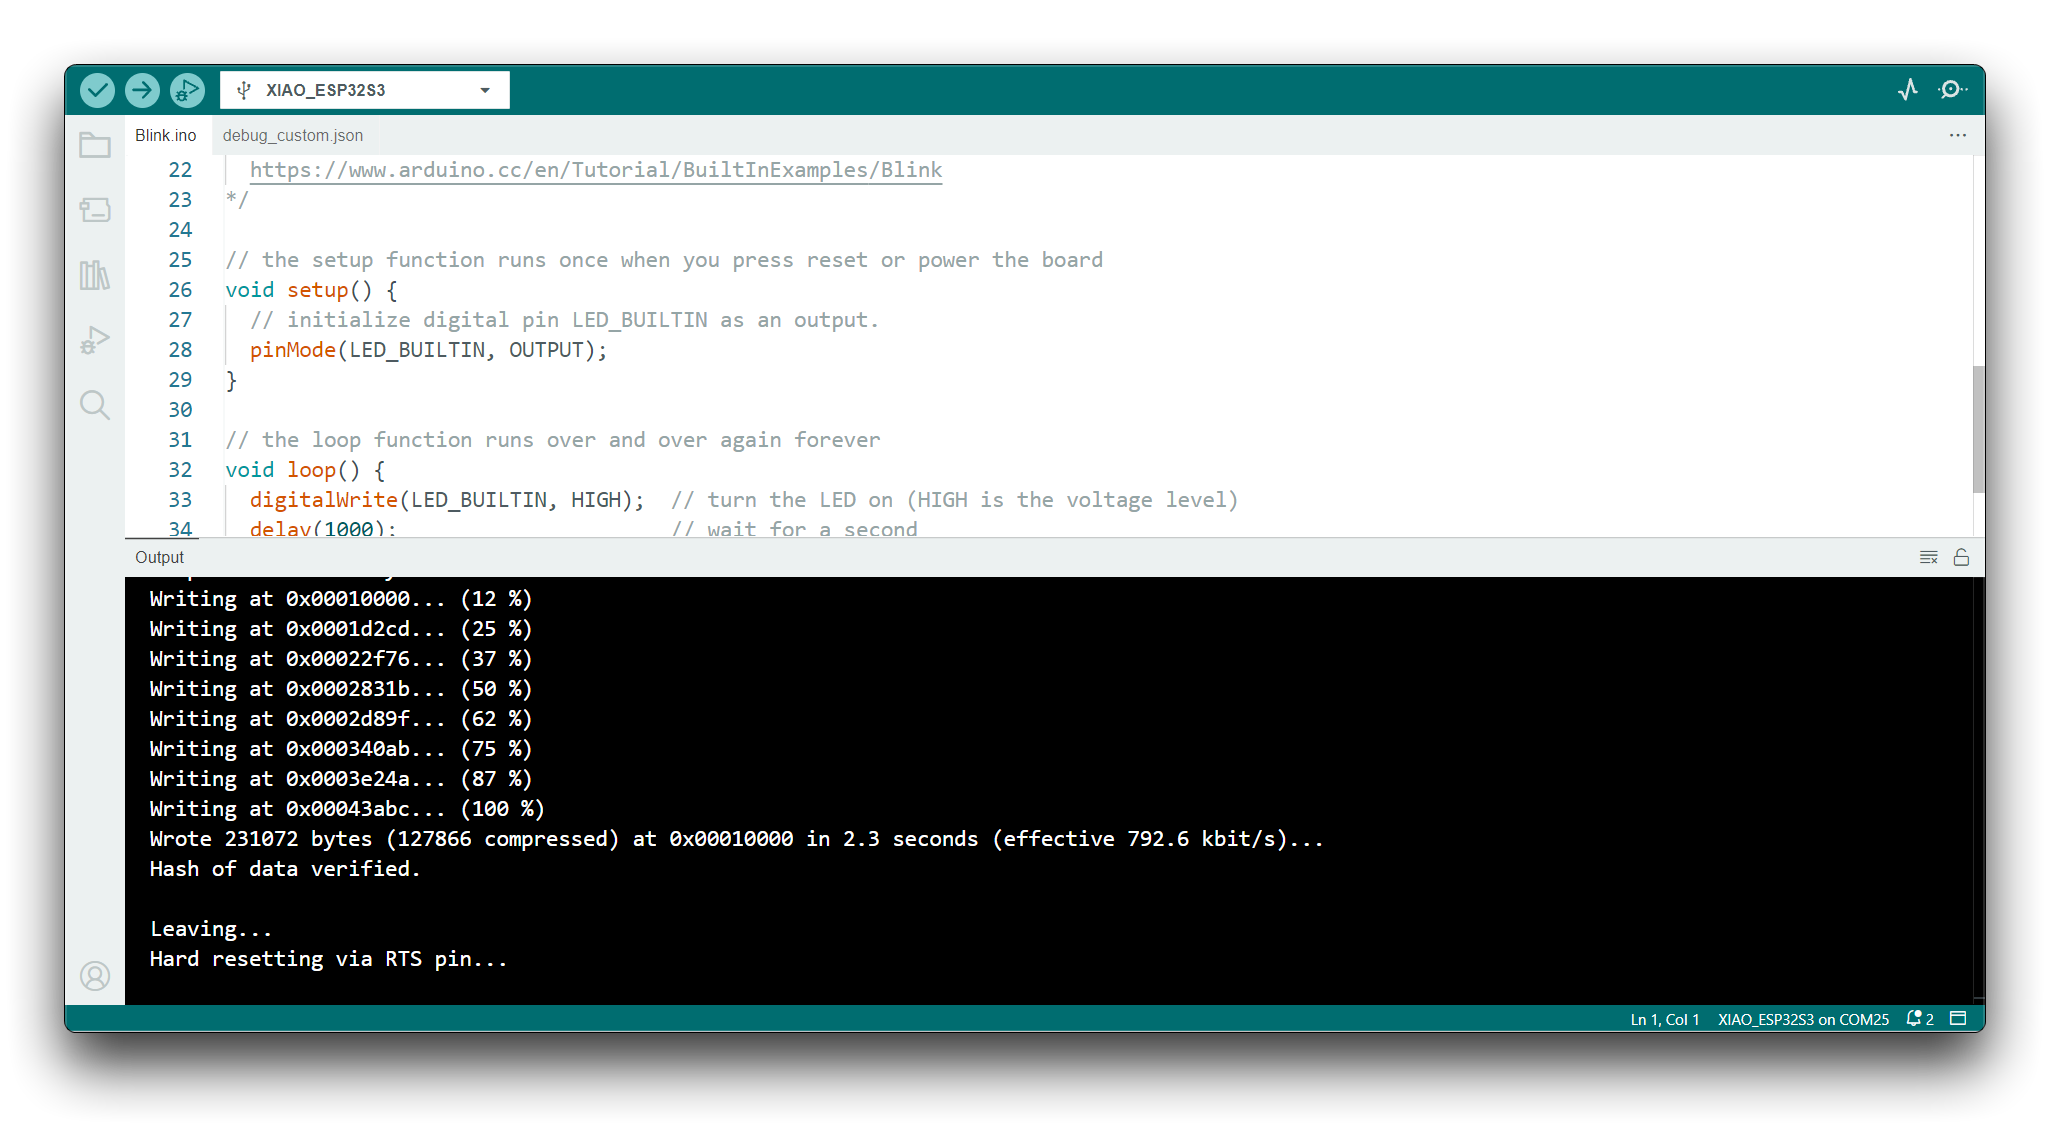 XIAO_ESP32S3
Blink.ino
debug_custom.json
22 https://www.arduino.cc/en/Tutorial/BuiltInExamples/Blink
23 */
24
25 // the setup function runs once when you press reset or power the board
26 void setup() {
27 // initialize digital pin LED_BUILTIN as an output.
28 pinMode(LED_BUILTIN, OUTPUT);
29 }
30
31 // the loop function runs over and over again forever
32 void loop() {
33 digitalWrite(LED_BUILTIN, HIGH); // turn the LED on (HIGH is the voltage level)
34 delay(1000); // wait for a second
Output
Writing at 0x00010000... (12 %)
Writing at 0x0001d2cd... (25 %)
Writing at 0x00022f76... (37 %)
Writing at 0x0002831b... (50 %)
Writing at 0x0002d89f... (62 %)
Writing at 0x000340ab... (75 %)
Writing at 0x0003e24a... (87 %)
Writing at 0x00043abc... (100 %)
Wrote 231072 bytes (127866 compressed) at 0x00010000 in 2.3 seconds (effective 792.6 kbit/s)...
Hash of data verified.
Leaving...
Hard resetting via RTS pin...
Ln 1, Col 1 XIAO_ESP32S3 on COM25 2